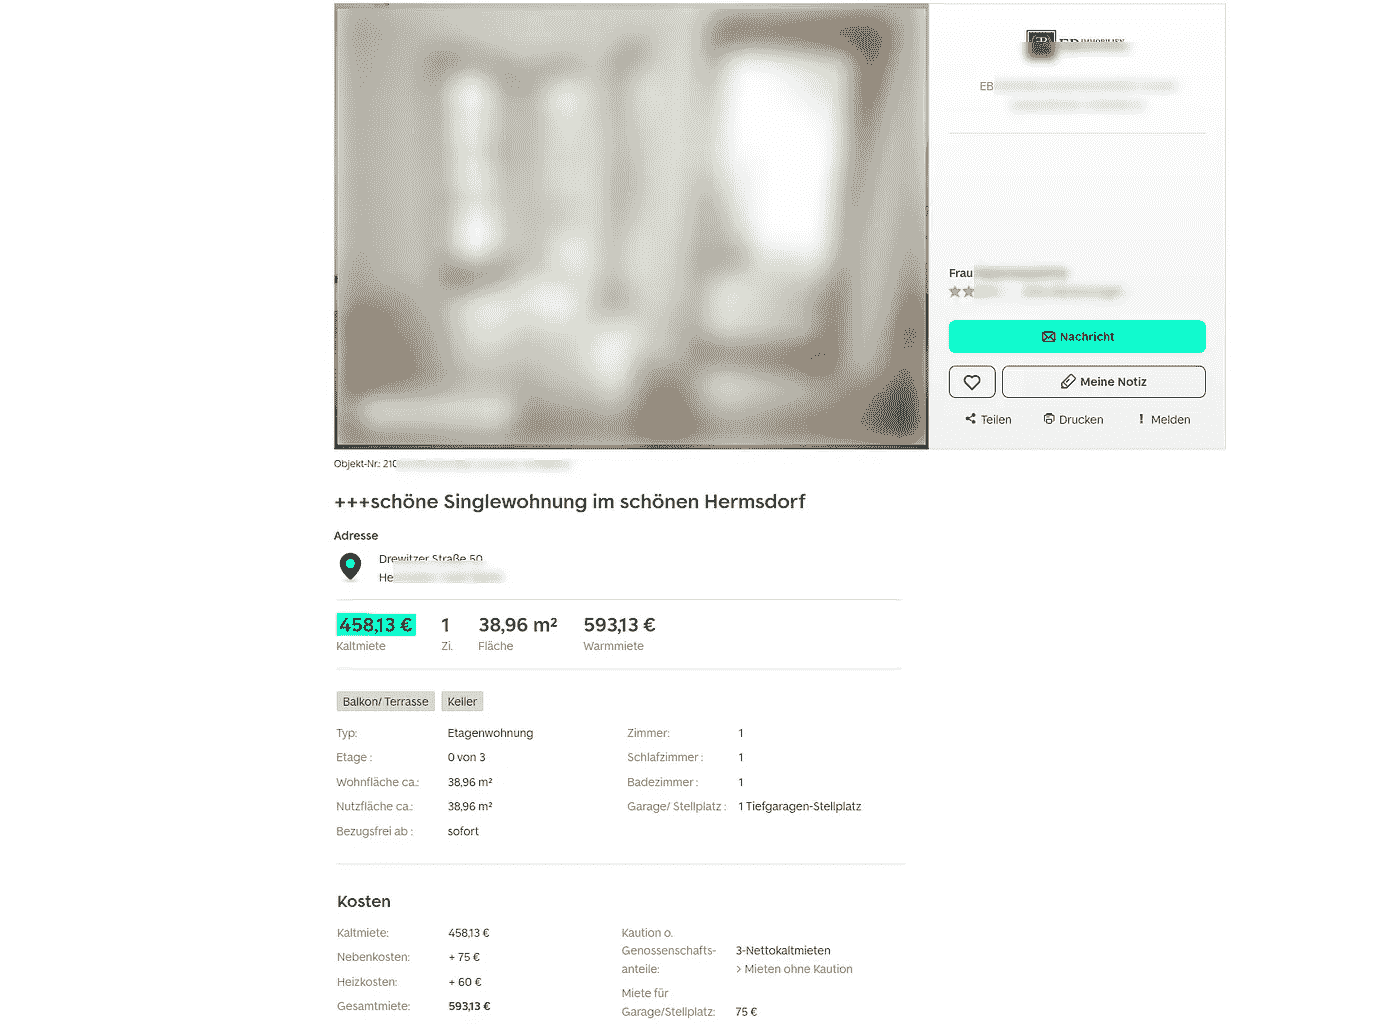 IMMOBILIEN
EB
Frau
Nachricht
Meine Notiz
Teilen
Drucken
! Melden
Objekt-Nr.: 210
+++schöne Singlewohnung im schönen Hermsdorf
Adresse
Drewitzer Straße 50
He
458,13 € 1 38,96 m² 593,13 €
Kaltmiete Zi. Fläche Warmmiete
Balkon/ Terrasse Keller
Typ: Etagenwohnung Zimmer: 1
Etage : 0 von 3 Schlafzimmer : 1
Wohnfläche ca.: 38,96 m² Badezimmer : 1
Nutzfläche ca.: 38,96 m² Garage/ Stellplatz : 1 Tiefgaragen-Stellplatz
Bezugsfrei ab : sofort
Kosten
Kaltmiete: 458,13 €
Nebenkosten: + 75 €
Heizkosten: + 60 €
Gesamtmiete: 593,13 €
Kaution o.
Genossenschafts- 3-Nettokaltmieten
anteile: > Mieten ohne Kaution
Miete für
Garage/Stellplatz: 75 €